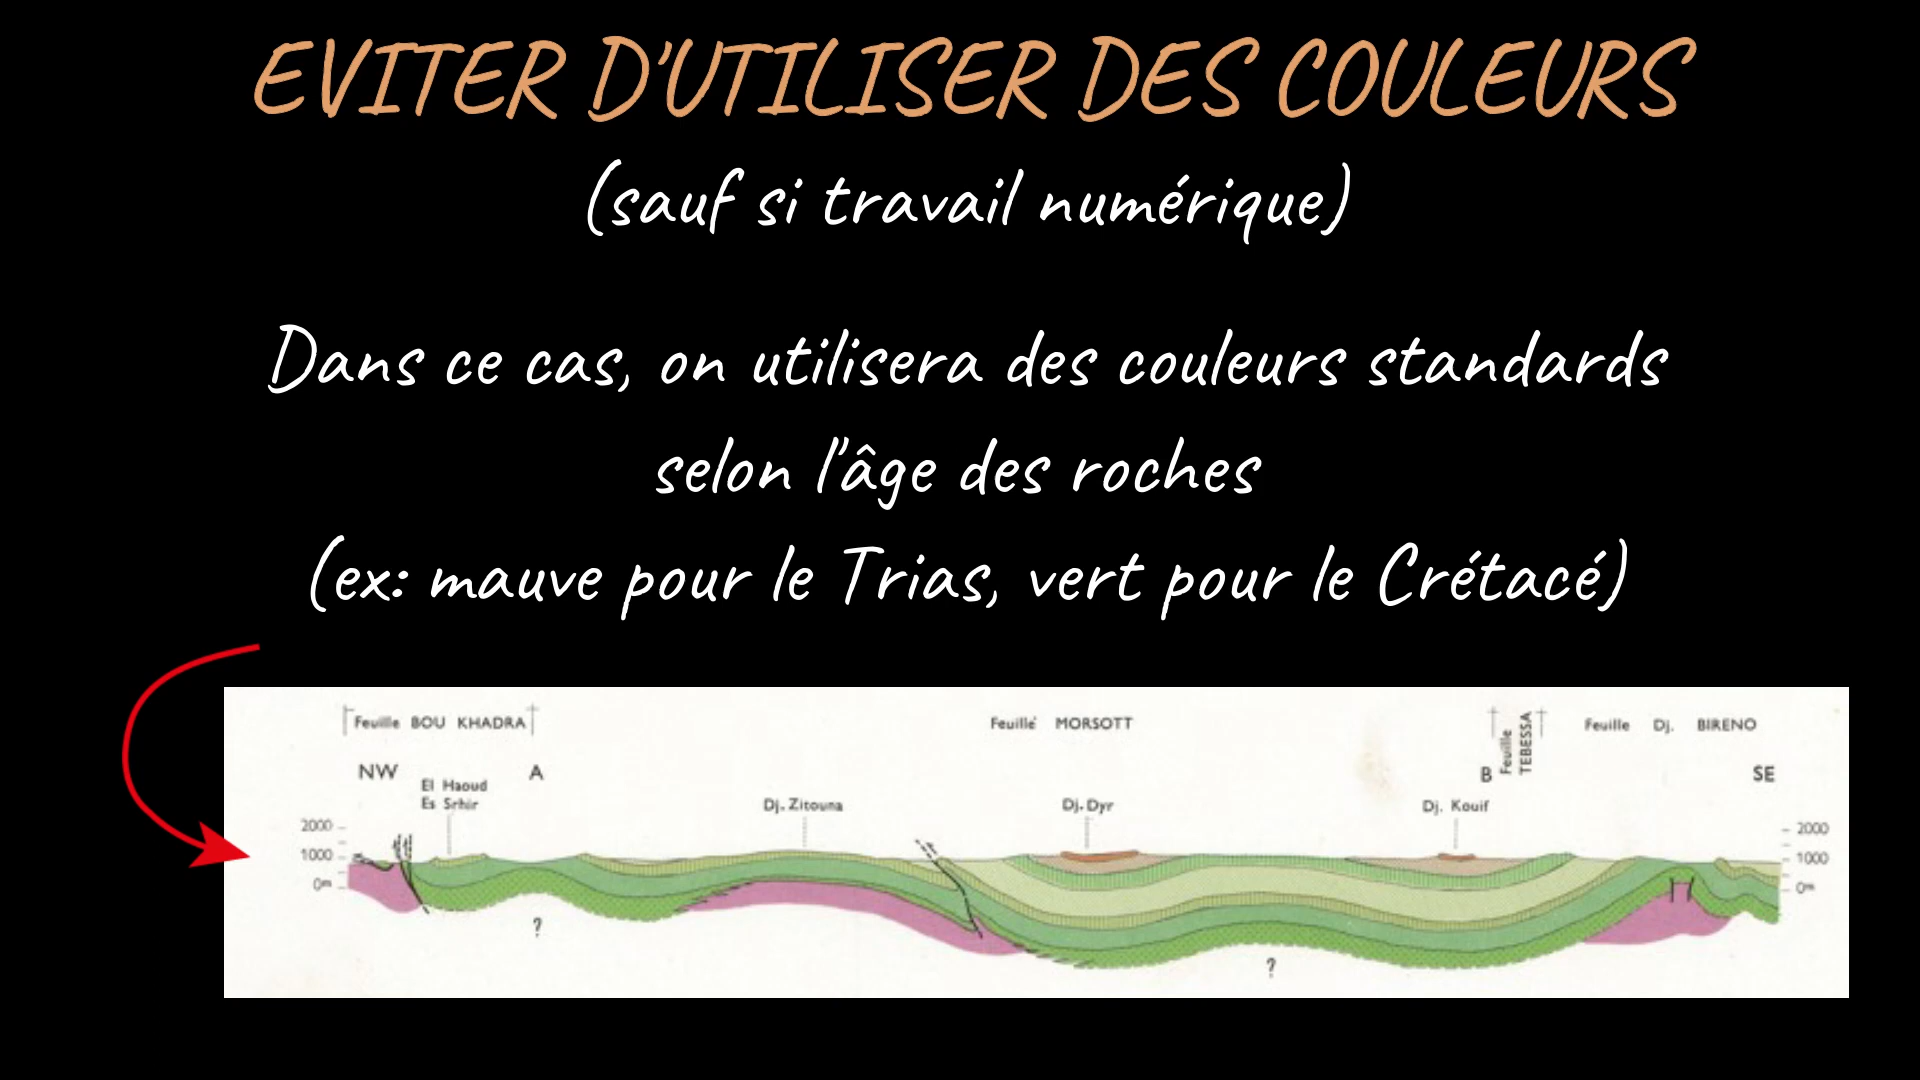 EVITER D'UTILISER DES COULEURS
(sauf si travail numérique)
Dans ce cas, on utilisera des couleurs standards
selon l'âge des roches
(ex: mauve pour le Trias, vert pour le Crétacé)
Feuille BOU KHADRA
Feuille MORSOTT
Feuille TEBESSA
Feuille Dj. BIRENO
NW
A
B
SE
El Haoud
Es Srhir
Dj. Zitouna
Dj. Dyr
Dj. Kouif
2000
1000
0m
2000
1000
0m
?
?